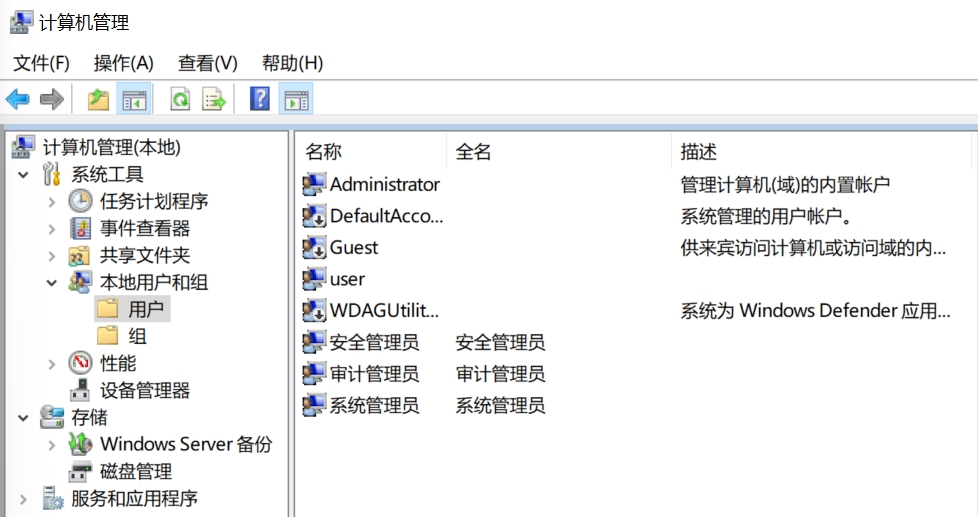 计算机管理
文件(F) 操作(A) 查看(V) 帮助(H)
计算机管理(本地)
系统工具
任务计划程序
事件查看器
共享文件夹
本地用户和组
用户
组
性能
设备管理器
存储
Windows Server 备份
磁盘管理
服务和应用程序
名称 全名 描述
Administrator 管理计算机(域)的内置帐户
DefaultAcco... 系统管理的用户帐户。
Guest 供来宾访问计算机或访问域的内...
user
WDAGUtilit... 系统为 Windows Defender 应用...
安全管理员 安全管理员
审计管理员 审计管理员
系统管理员 系统管理员